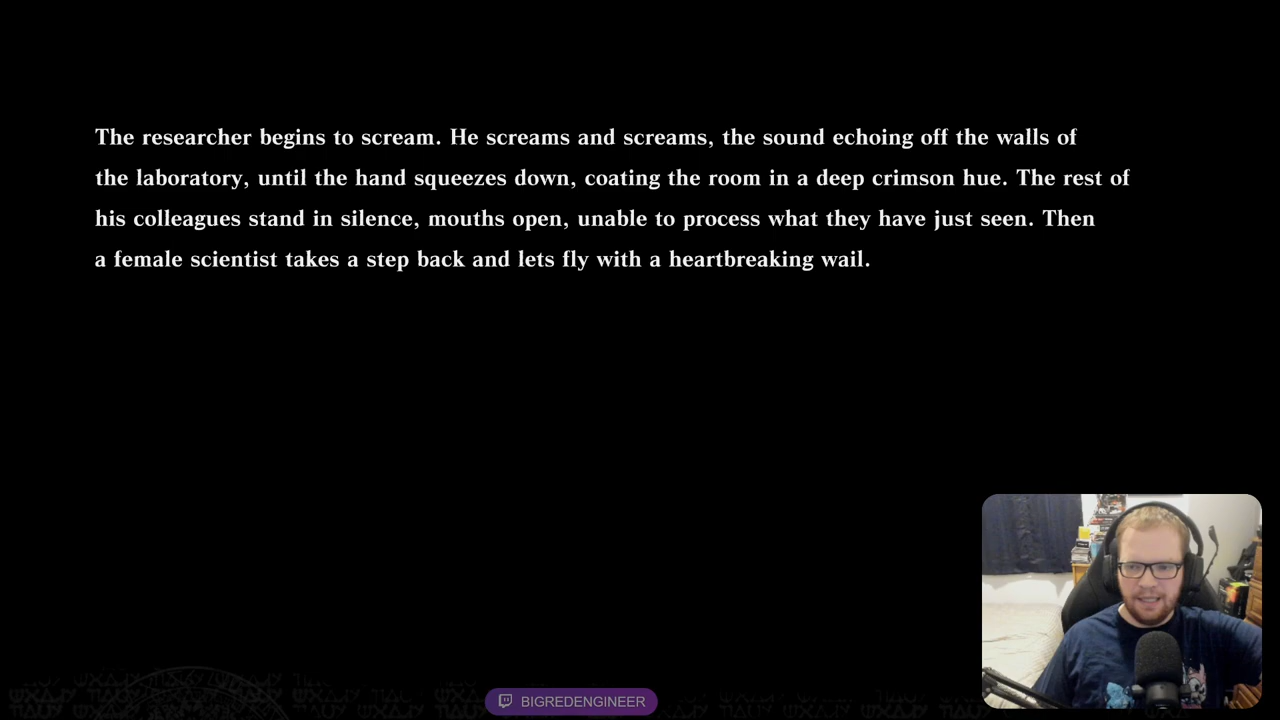 The researcher begins to scream. He screams and screams, the sound echoing off the walls of
the laboratory, until the hand squeezes down, coating the room in a deep crimson hue. The rest of
his colleagues stand in silence, mouths open, unable to process what they have just seen. Then
a female scientist takes a step back and lets fly with a heartbreaking wail.
BIGREDENGINEER